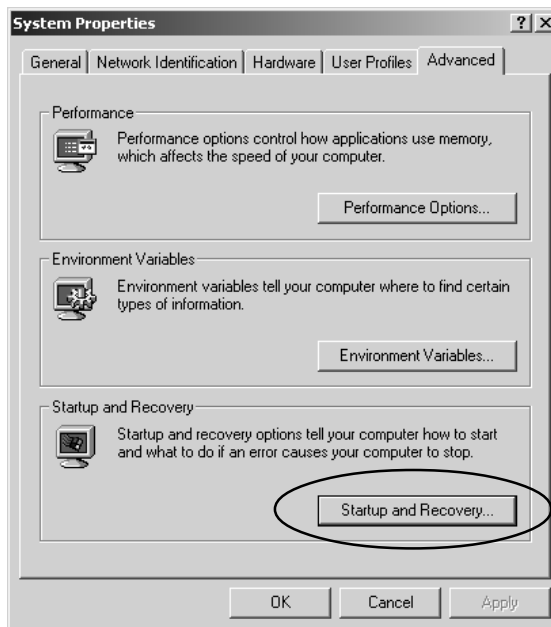 System Properties
? X
General Network Identification Hardware User Profiles Advanced
Performance
Performance options control how applications use memory,
which affects the speed of your computer.
Performance Options...
Environment Variables
Environment variables tell your computer where to find certain
types of information.
Environment Variables...
Startup and Recovery
Startup and recovery options tell your computer how to start
and what to do if an error causes your computer to stop.
Startup and Recovery...
OK Cancel Apply